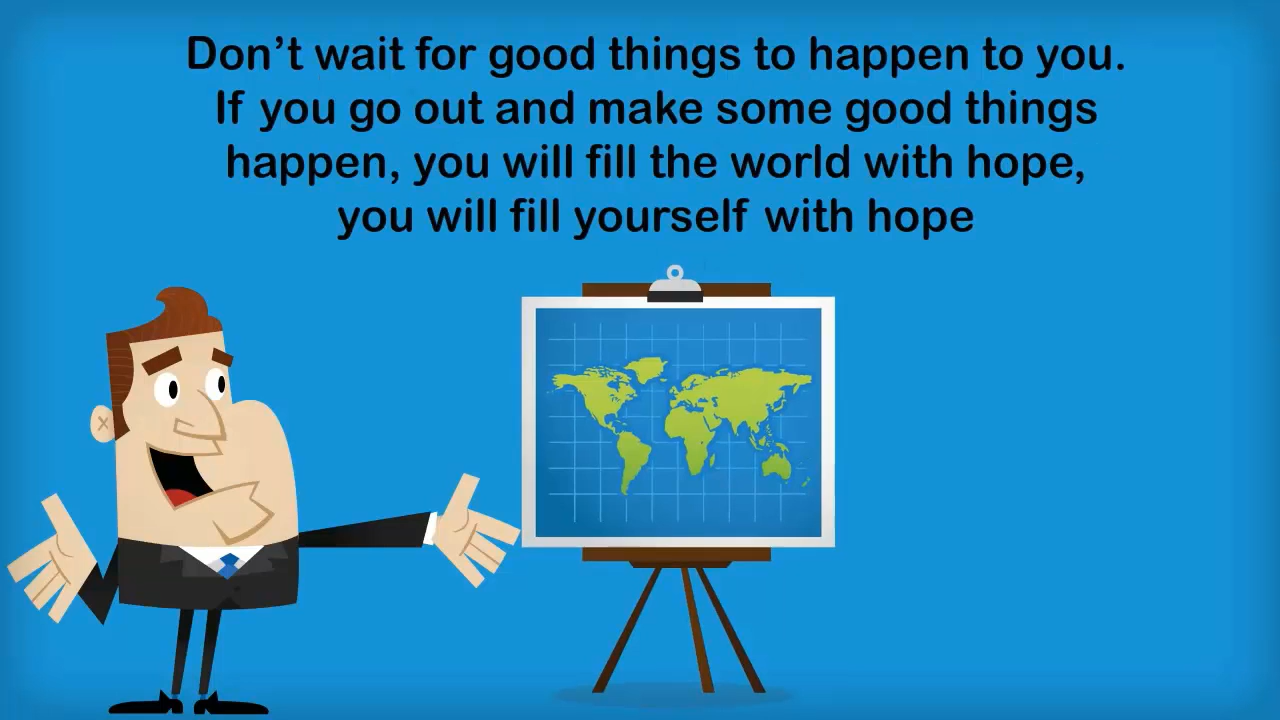 Don’t wait for good things to happen to you.
If you go out and make some good things
happen, you will fill the world with hope,
you will fill yourself with hope